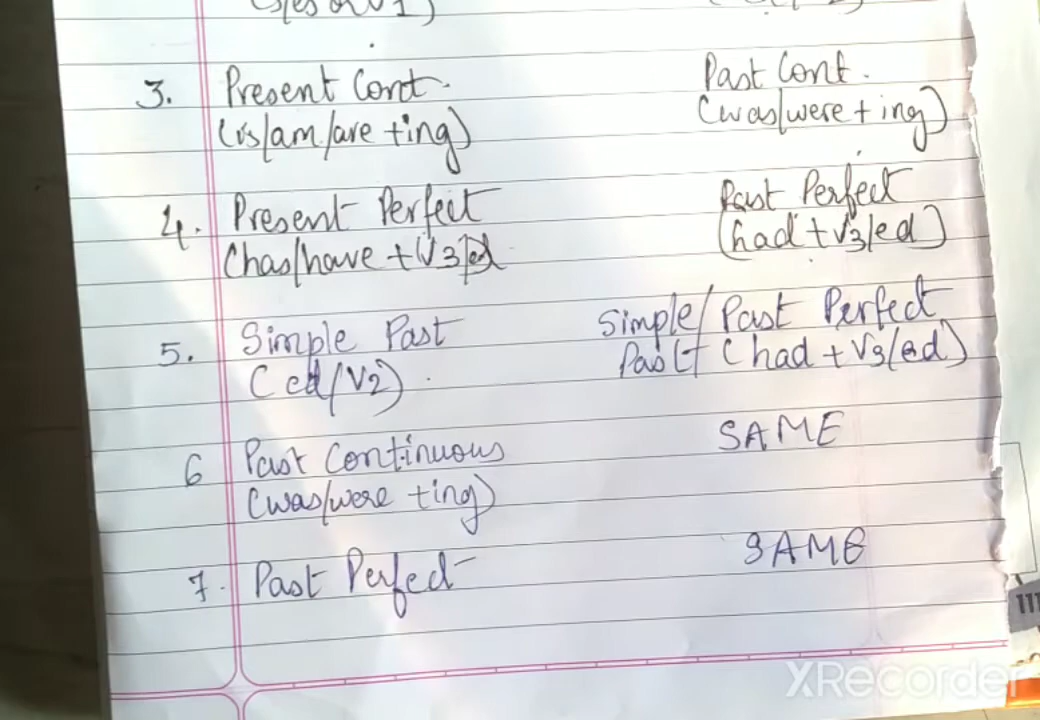 3. Present Cont. Past Cont.
(is/am/are +ing) (was/were + ing)
4. Present Perfect Past Perfect
(has/have + V3/ed (had + V3/ed)
5. Simple Past Simple/ Past Perfect
(ed/V2) Past (had + V3/ed)
6 Past Continuous SAME
(was/were +ing)
7. Past Perfect SAME
111
XRecorder